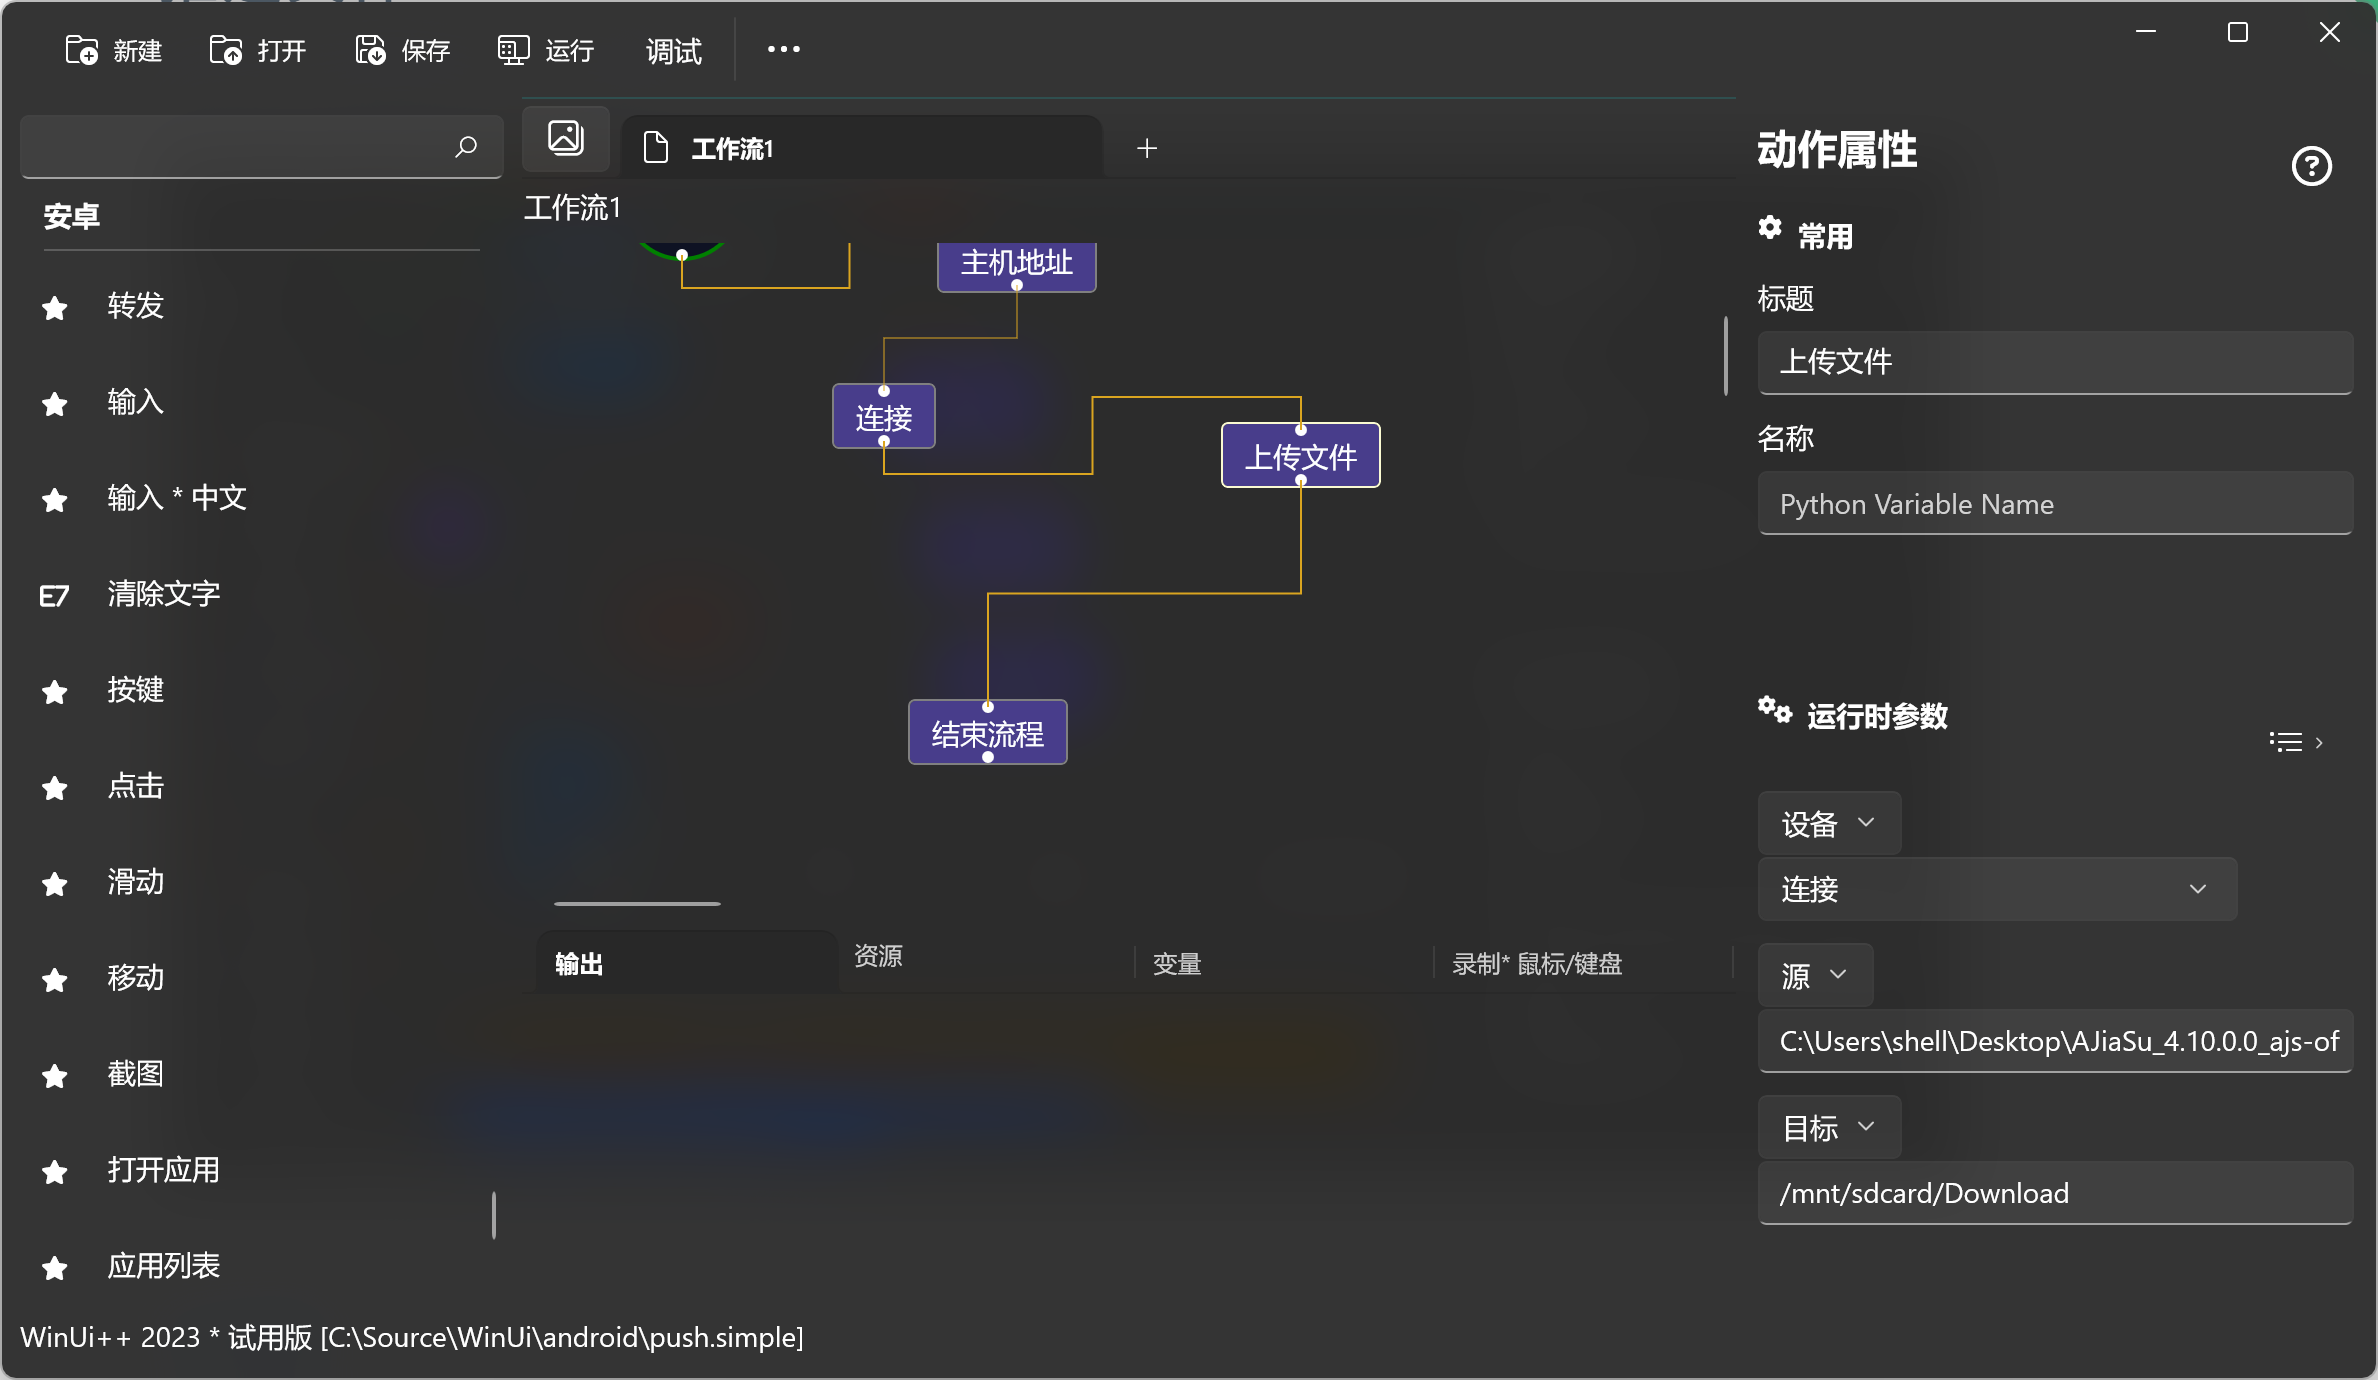 新建
打开
保存
运行
调试
工作流1
工作流1
安卓
转发
输入
输入 * 中文
清除文字
按键
点击
滑动
移动
截图
打开应用
应用列表
主机地址
连接
上传文件
结束流程
输出
资源
变量
录制* 鼠标/键盘
动作属性
常用
标题
上传文件
名称
Python Variable Name
运行时参数
设备
连接
源
C:\Users\shell\Desktop\AJiaSu_4.10.0.0_ajs-of
目标
/mnt/sdcard/Download
WinUi++ 2023 * 试用版 [C:\Source\WinUi\android\push.simple]